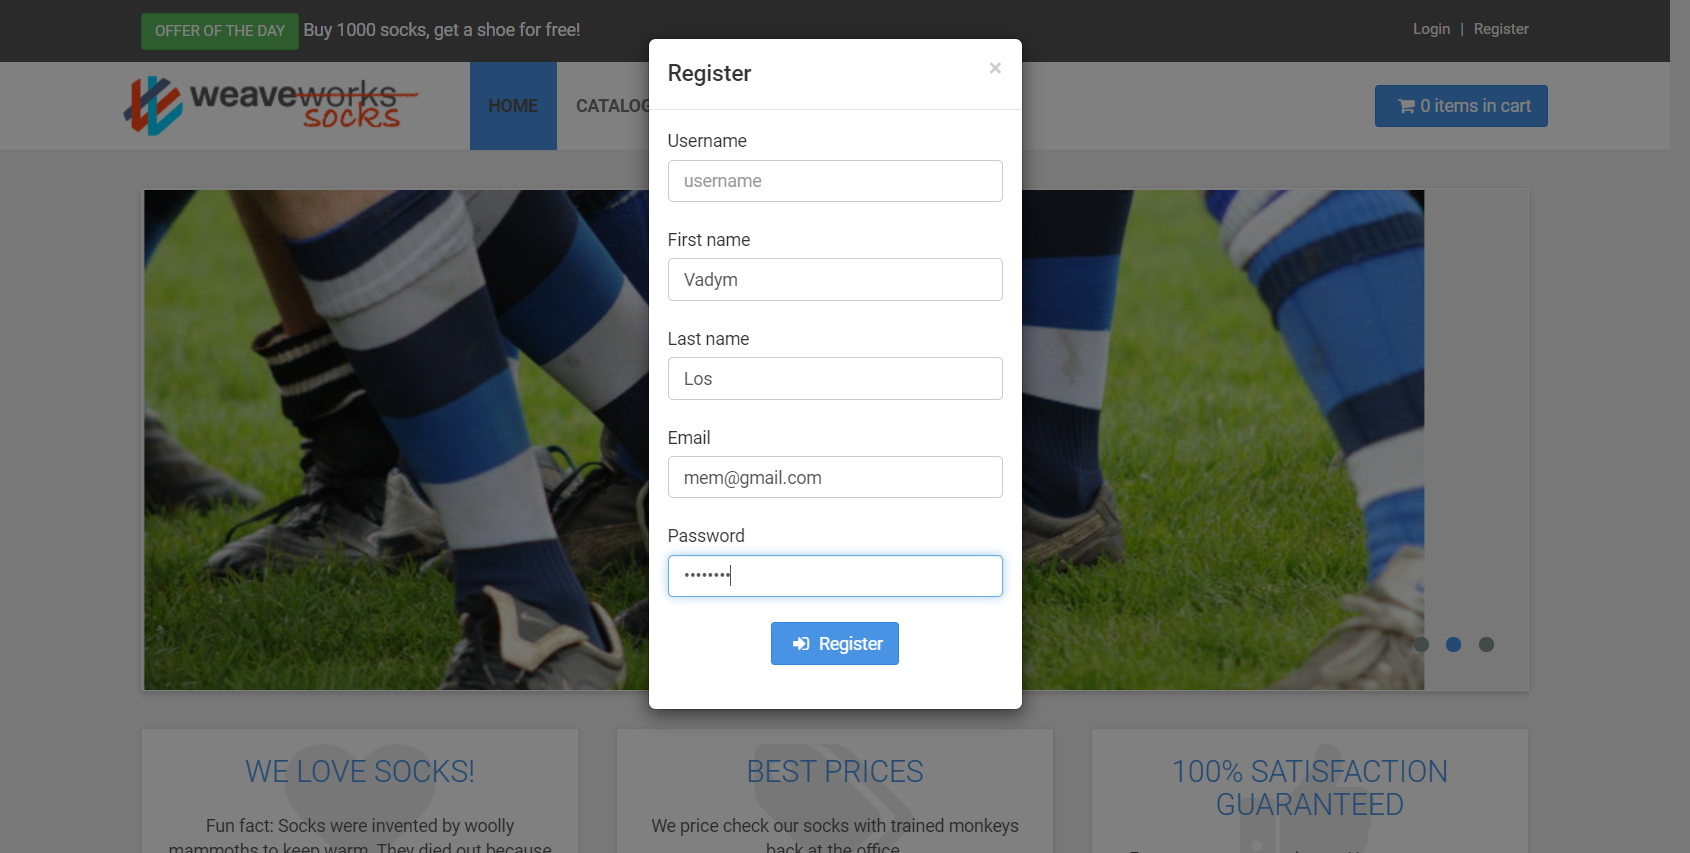 OFFER OF THE DAY Buy 1000 socks, get a shoe for free!
Login | Register
weaveworks
socks
HOME
CATALOG
0 items in cart
Register
×
Username
username
First name
Vadym
Last name
Los
Email
mem@gmail.com
Password
••••••••
Register
WE LOVE SOCKS!
Fun fact: Socks were invented by woolly
mammoths to keep warm. They died out because
BEST PRICES
We price check our socks with trained monkeys
back at the office
100% SATISFACTION
GUARANTEED